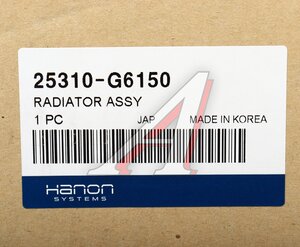 25310-G6150
RADIATOR ASSY
1 PC JAP MADE IN KOREA
Hanon
SYSTEMS